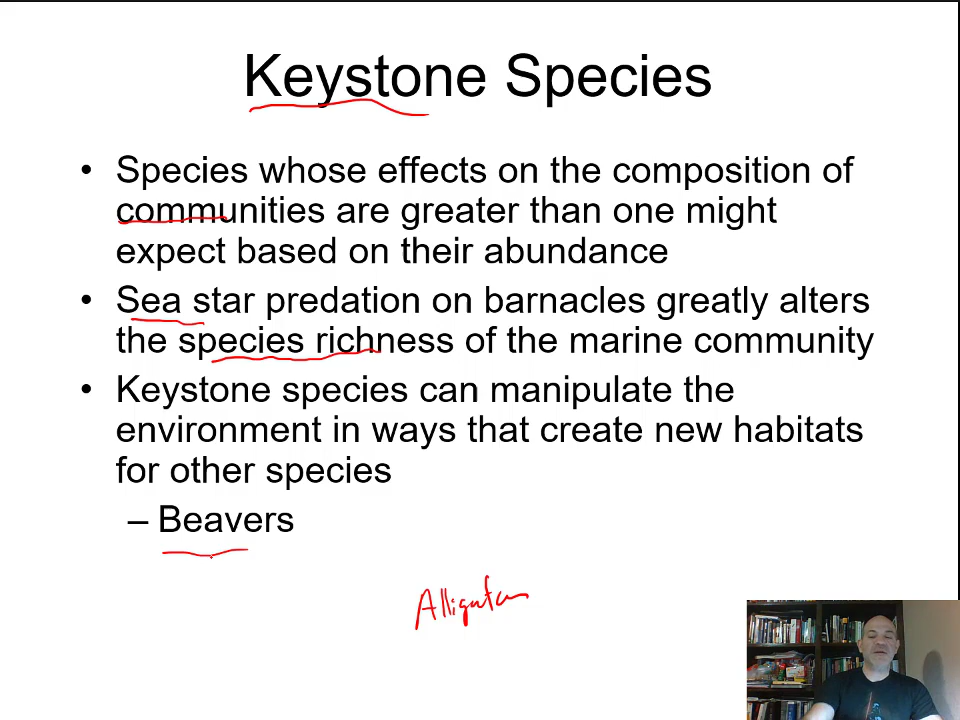 Keystone Species
• Species whose effects on the composition of
communities are greater than one might
expect based on their abundance
• Sea star predation on barnacles greatly alters
the species richness of the marine community
• Keystone species can manipulate the
environment in ways that create new habitats
for other species
– Beavers
Alligators